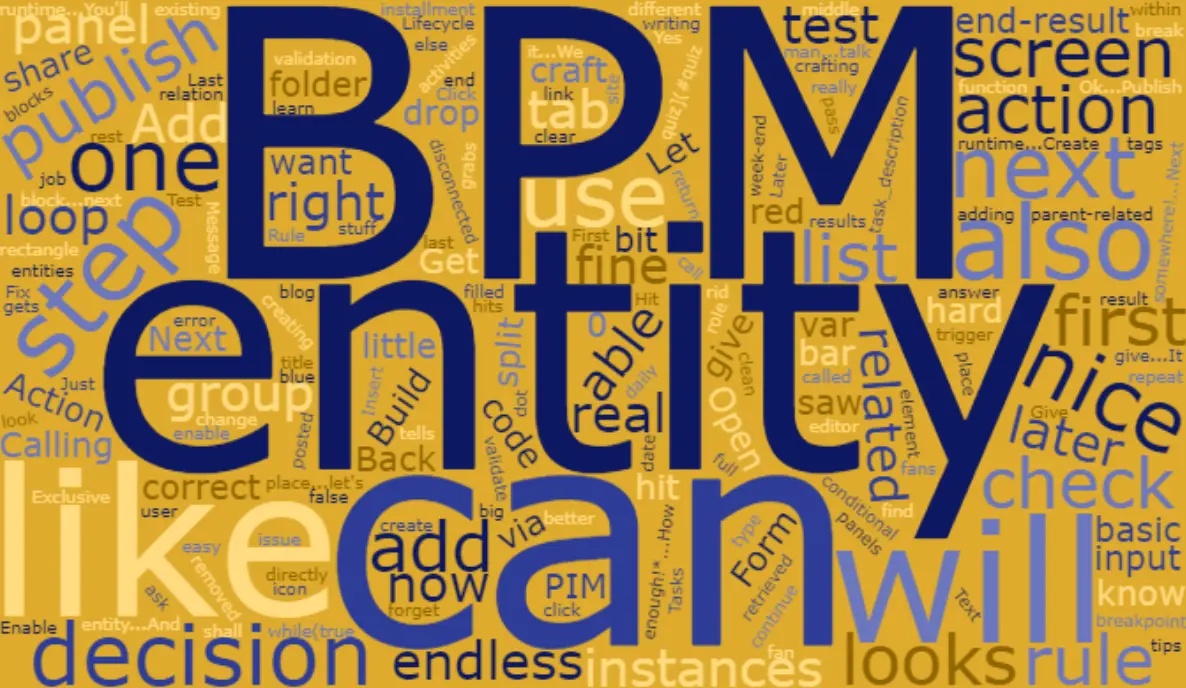 runtime...You'll
existing
installment
different
middle
within
panel
publish
BPM
Lifecycle
writing
Yes
test
end-result
break
share
else
activities
it...We
man...talk
screen
blocks
Last
relation
validation
folder
learn
end
Click
drop
craft
link
site
tab
clear
quiz](#quiz
crafting
really
pass
function
Ok...Publish
action
rest
Add
one
job
want
right
Rule
stuff
disconnected
grabs
use
Let
return
week-end
Later
red
results
task_description
runtime...Create
tags
next
block...next
Test
loop
step
Message
rectangle
entities
last
Get
First
bit
fine
call
list
adding
parent-related
also
somewhere!...Next
Fix
gets
entity
blog
filled
hits
Hit
rid
role
answer
hard
trigger
result
first
error
Next
creating
title
blue
little
split
0
able
give
clean
var
bar
called
related
place
nice
give...It
repeat
Just
Action
look
group
change
enable
posted
Insert
Build
tells
dot
code
real
daily
date
Open
saw
editor
element
Give
later
Calling
Back
validate
full
fans
check
like
Exclusive
correct
user
place...let's
false
can
hit
find
conditional
panels
big
better
via
create
add
now
forget
easy
issue
removed
directly
icon
ask
PIM
click
enough!*...How
Tasks
type
Form
retrieved
continue
will
basic
input
know
breakpoint
Text
Enable
entity...And
shall
while(true
decision
endless
instances
fan
looks
rule
tips